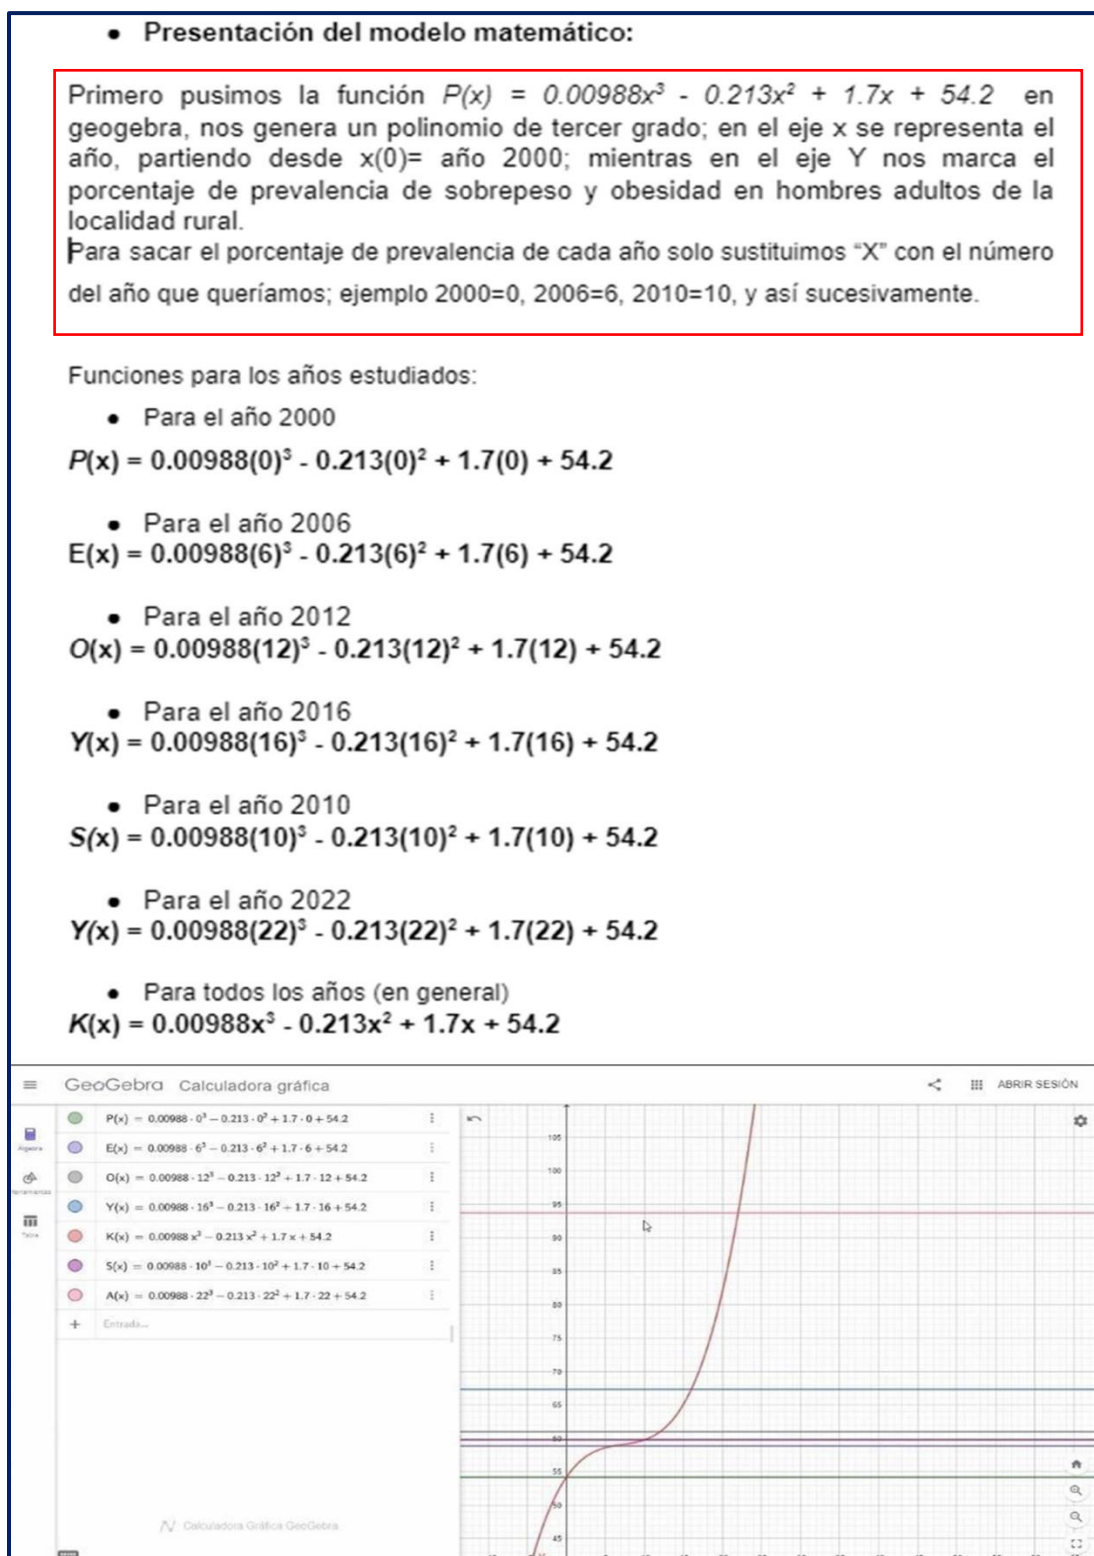 • Presentación del modelo matemático:
Primero pusimos la función P(x) = 0.00988x³ - 0.213x² + 1.7x + 54.2 en
geogebra, nos genera un polinomio de tercer grado; en el eje x se representa el
año, partiendo desde x(0)= año 2000; mientras en el eje Y nos marca el
porcentaje de prevalencia de sobrepeso y obesidad en hombres adultos de la
localidad rural.
Para sacar el porcentaje de prevalencia de cada año solo sustituimos “X” con el número
del año que queríamos; ejemplo 2000=0, 2006=6, 2010=10, y así sucesivamente.
Funciones para los años estudiados:
• Para el año 2000
P(x) = 0.00988(0)³ - 0.213(0)² + 1.7(0) + 54.2
• Para el año 2006
E(x) = 0.00988(6)³ - 0.213(6)² + 1.7(6) + 54.2
• Para el año 2012
O(x) = 0.00988(12)³ - 0.213(12)² + 1.7(12) + 54.2
• Para el año 2016
Y(x) = 0.00988(16)³ - 0.213(16)² + 1.7(16) + 54.2
• Para el año 2010
S(x) = 0.00988(10)³ - 0.213(10)² + 1.7(10) + 54.2
• Para el año 2022
Y(x) = 0.00988(22)³ - 0.213(22)² + 1.7(22) + 54.2
• Para todos los años (en general)
K(x) = 0.00988x³ - 0.213x² + 1.7x + 54.2
GeoGebra Calculadora gráfica
ABRIR SESIÓN
Algebra
Herramientas
Tabla
P(x) = 0.00988 · 0³ − 0.213 · 0² + 1.7 · 0 + 54.2
E(x) = 0.00988 · 6³ − 0.213 · 6² + 1.7 · 6 + 54.2
O(x) = 0.00988 · 12³ − 0.213 · 12² + 1.7 · 12 + 54.2
Y(x) = 0.00988 · 16³ − 0.213 · 16² + 1.7 · 16 + 54.2
K(x) = 0.00988 x³ − 0.213 x² + 1.7 x + 54.2
S(x) = 0.00988 · 10³ − 0.213 · 10² + 1.7 · 10 + 54.2
A(x) = 0.00988 · 22³ − 0.213 · 22² + 1.7 · 22 + 54.2
+ Entrada...
Calculadora Gráfica GeoGebra
105
100
95
90
85
80
75
70
65
60
55
50
45